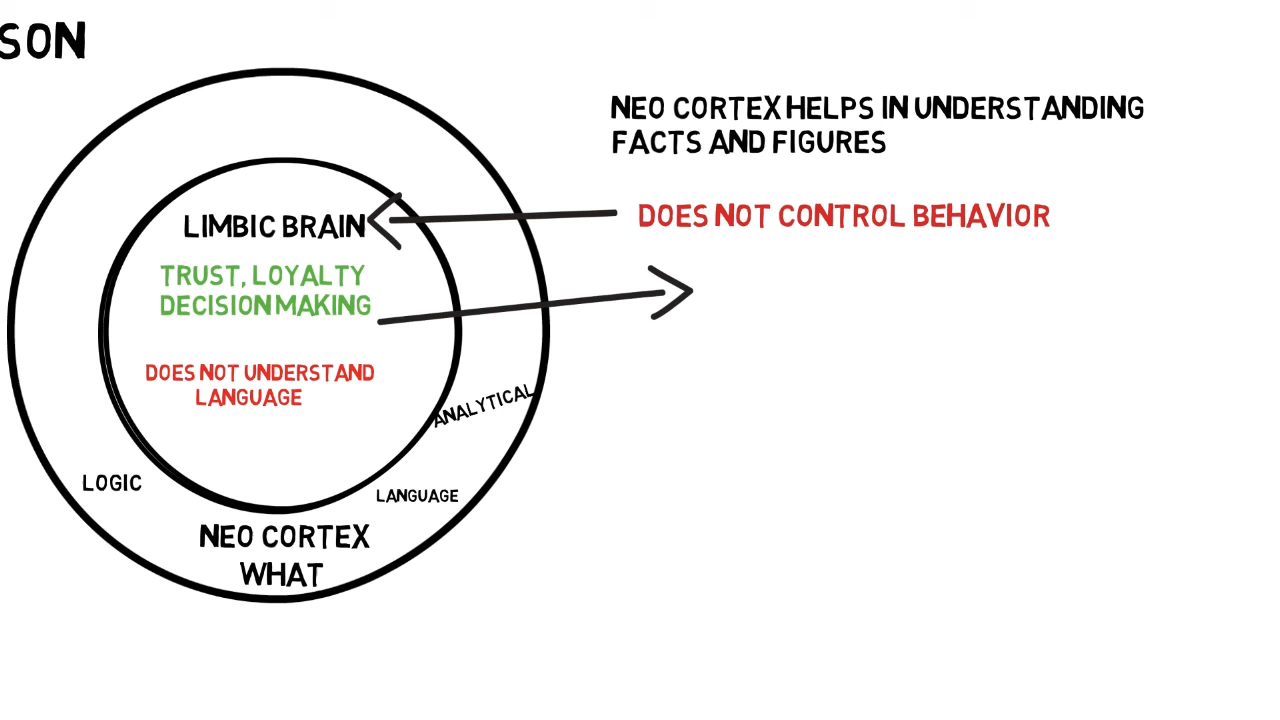 SON
NEO CORTEX HELPS IN UNDERSTANDING
FACTS AND FIGURES
DOES NOT CONTROL BEHAVIOR
LIMBIC BRAIN
TRUST, LOYALTY
DECISION MAKING
DOES NOT UNDERSTAND
LANGUAGE
ANALYTICAL
LOGIC
LANGUAGE
NEO CORTEX
WHAT